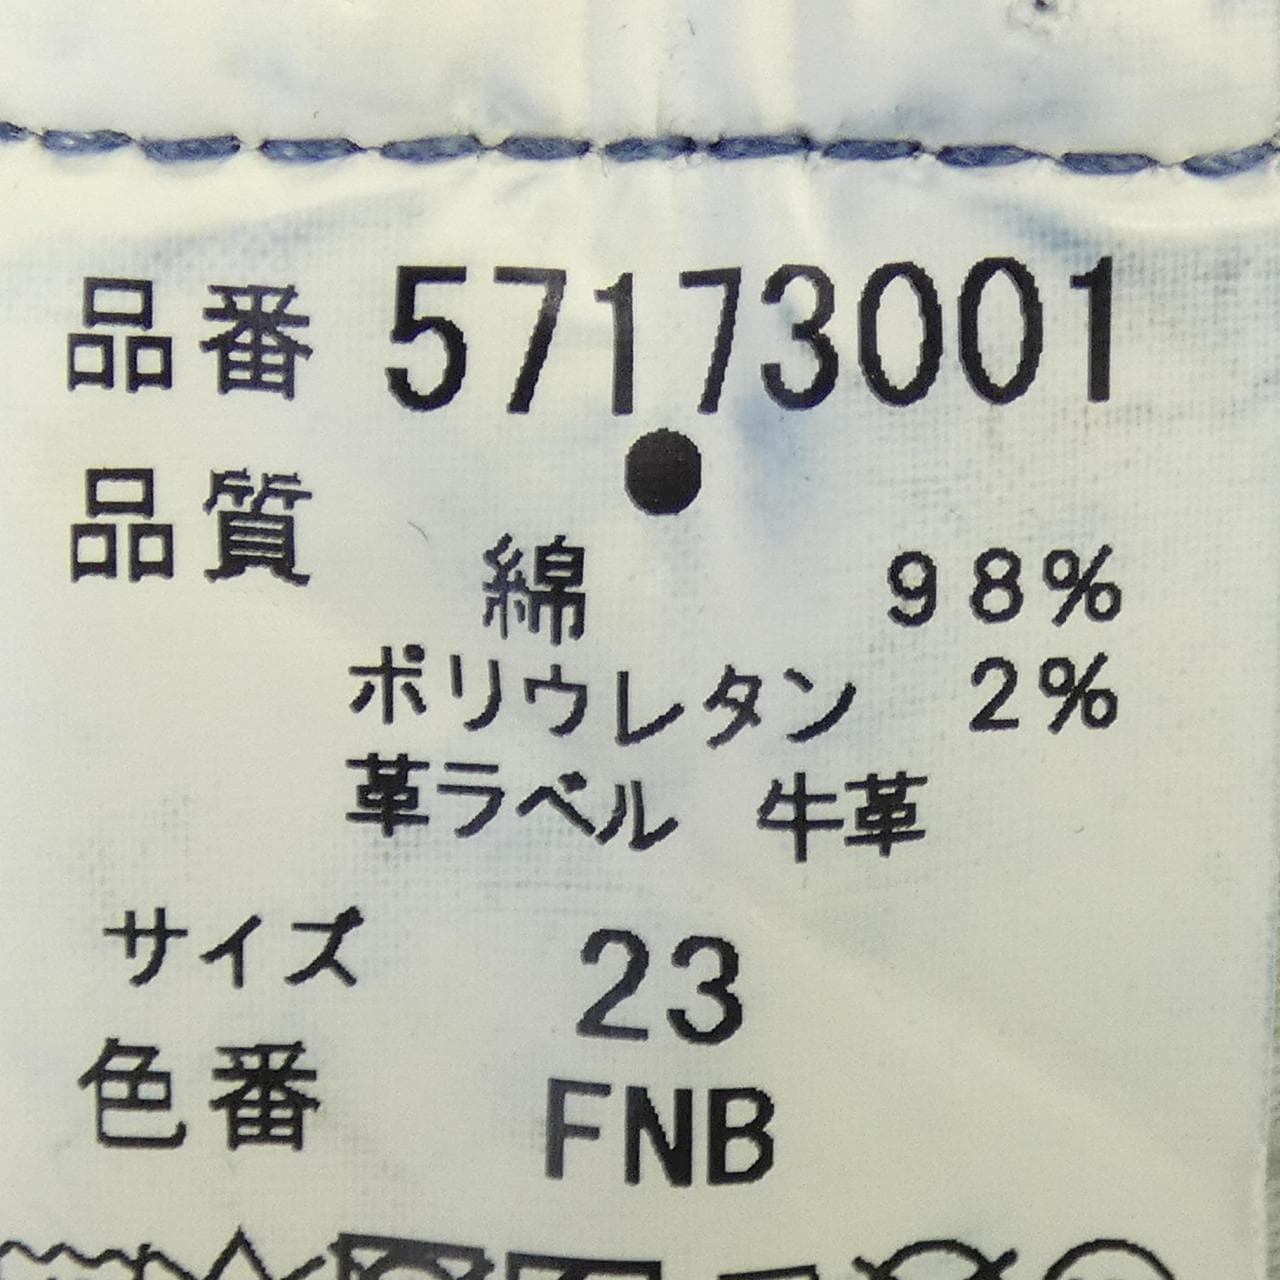 品番 57173001
品質
綿 98%
ポリウレタン 2%
革ラベル 牛革
サイズ 23
色番 FNB